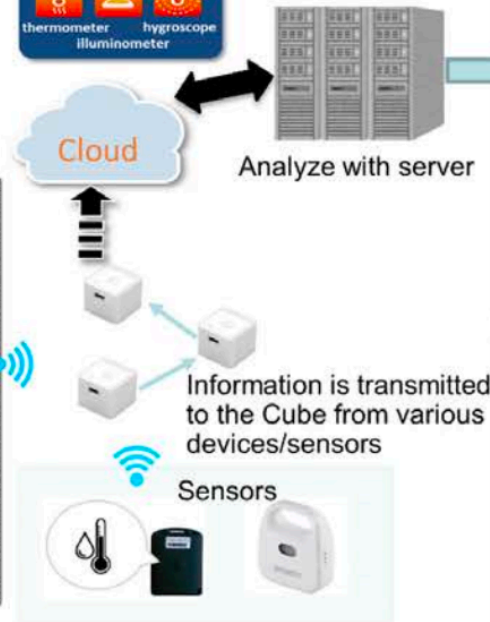 thermometer hygroscope
illuminometer
Cloud
Analyze with server
Information is transmitted
to the Cube from various
devices/sensors
Sensors